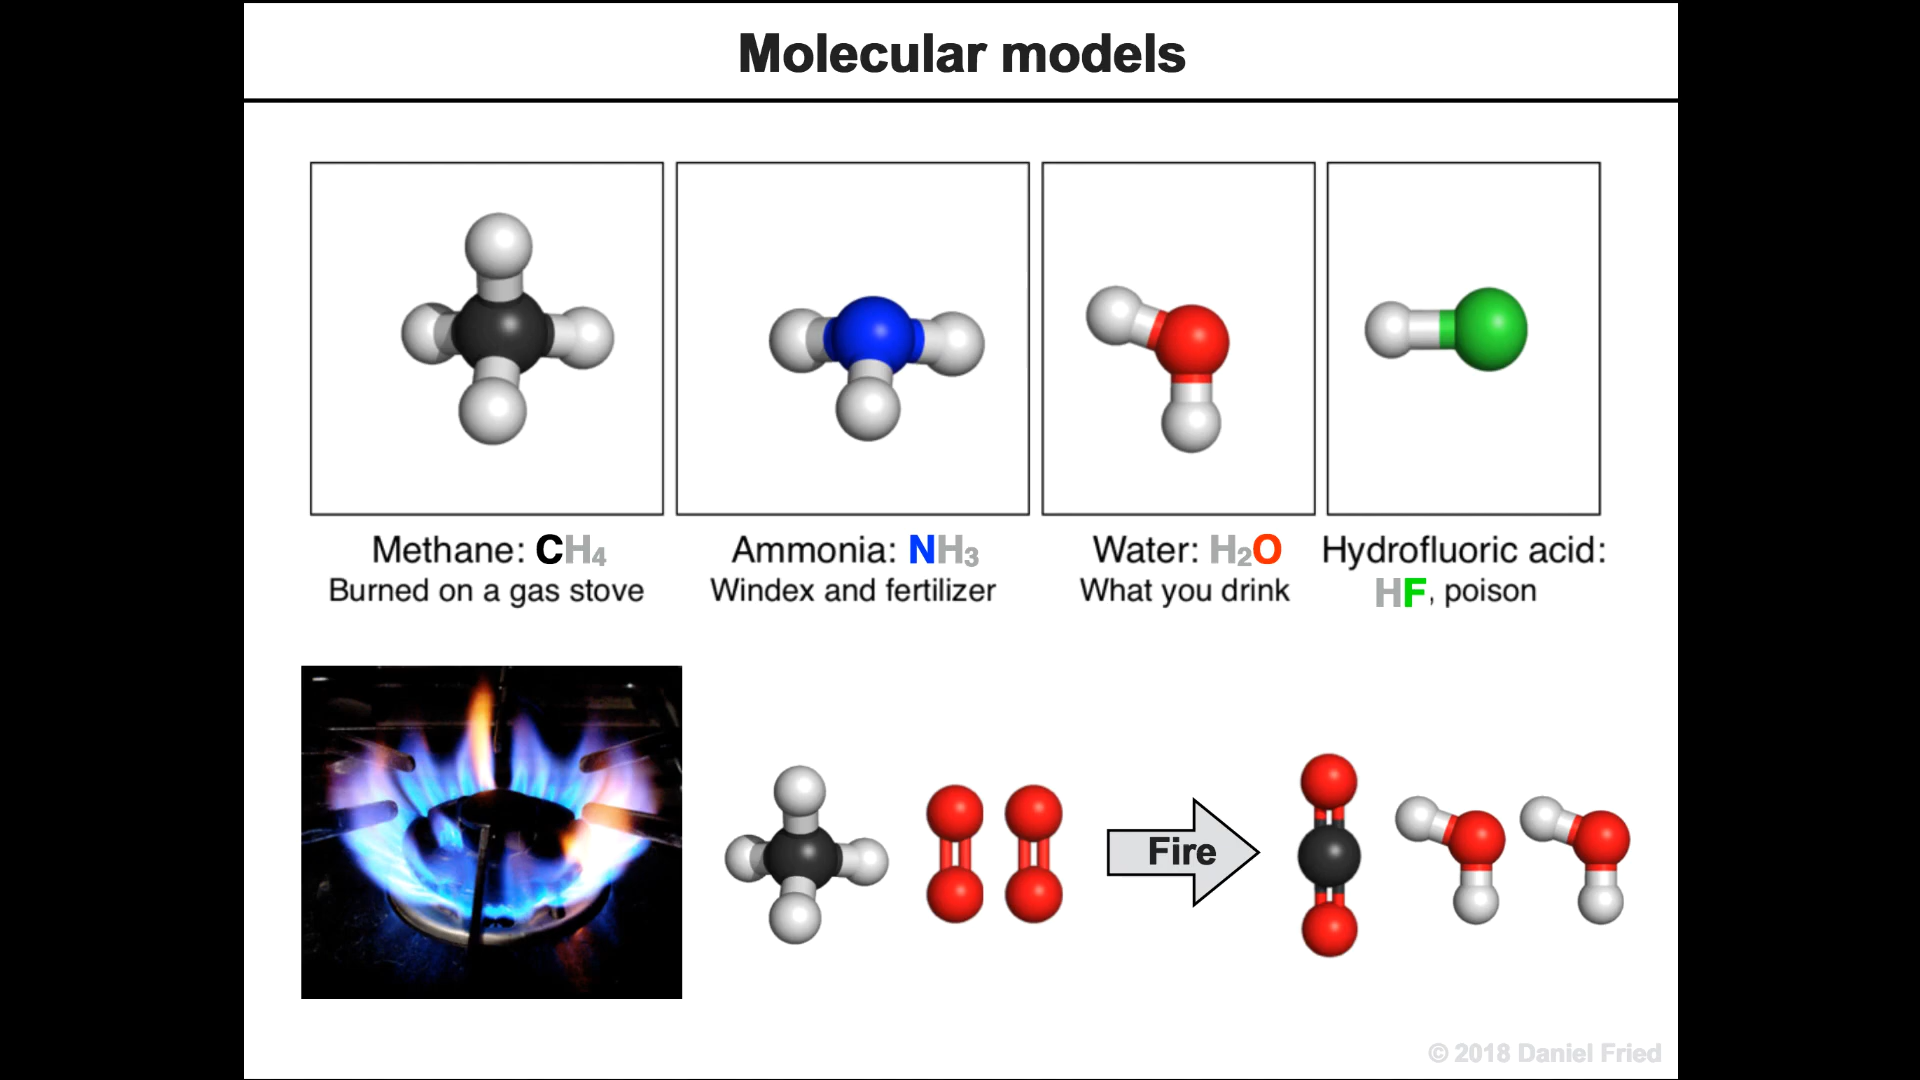 Molecular models
Methane: CH₄
Burned on a gas stove
Ammonia: NH₃
Windex and fertilizer
Water: H₂O
What you drink
Hydrofluoric acid:
HF, poison
Fire
© 2018 Daniel Fried